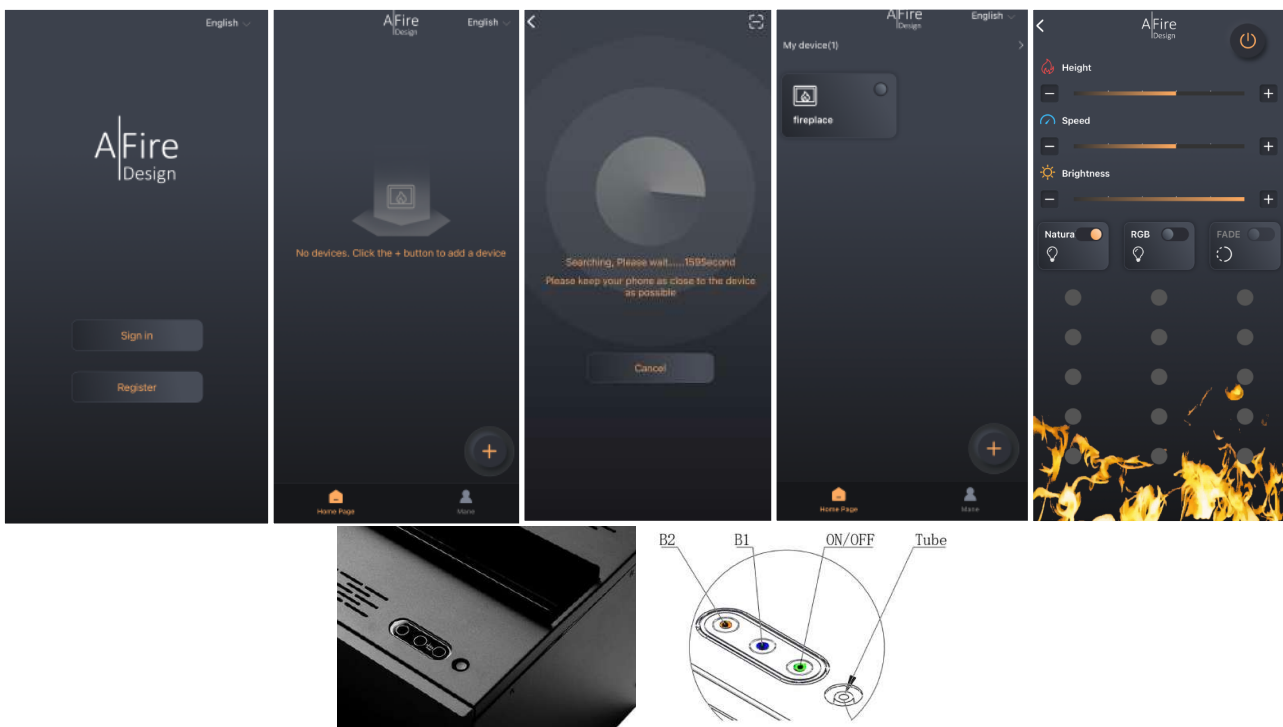 English
A Fire
Design
Sign in
Register
A Fire
Design
English
No devices. Click the + button to add a device
Home Page
Mane
Searching, Please wait......159Second
Please keep your phone as close to the device
as possible
Cancel
A Fire
Design
English
My device(1)
fireplace
Home Page
Mane
A Fire
Design
Height
Speed
Brightness
Natura
RGB
FADE
B2
B1
ON/OFF
Tube